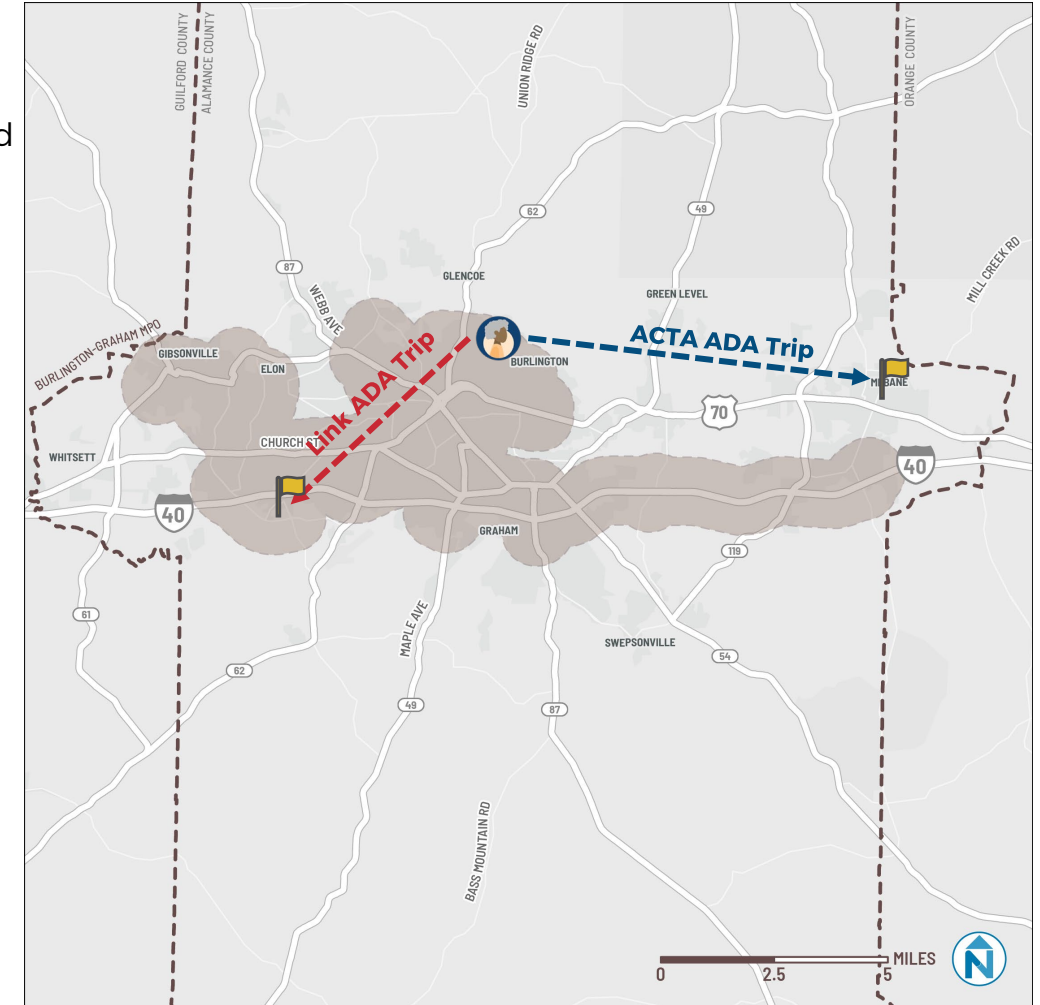 d
GUILFORD COUNTY
ALAMANCE COUNTY
UNION RIDGE RD
ORANGE COUNTY
62
49
MILL CREEK RD
87
GLENCOE
WEBB AVE
GREEN LEVEL
BURLINGTON-GRAHAM MPO
GIBSONVILLE
ELON
Link ADA Trip
BURLINGTON
ACTA ADA Trip
MEBANE
70
CHURCH ST
WHITSETT
40
40
GRAHAM
119
61
MAPLE AVE
SWEPSONVILLE
54
62
49
87
BASS MOUNTAIN RD
MILES
0
2.5
5
N